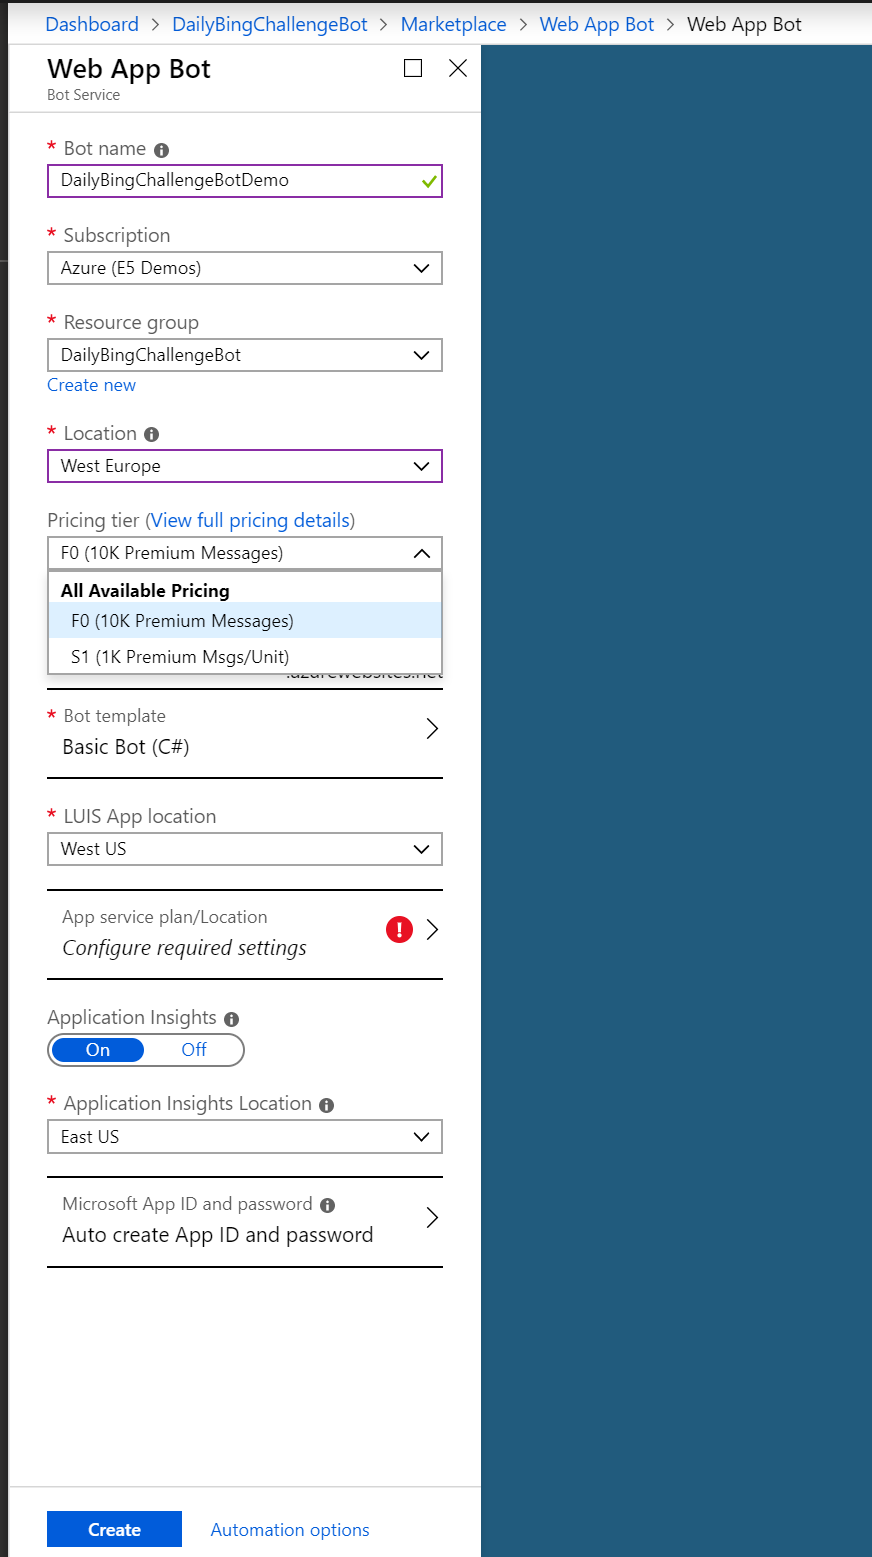 Dashboard > DailyBingChallengeBot > Marketplace > Web App Bot > Web App Bot
Web App Bot
Bot Service
* Bot name
DailyBingChallengeBotDemo
* Subscription
Azure (E5 Demos)
* Resource group
DailyBingChallengeBot
Create new
* Location
West Europe
Pricing tier (View full pricing details)
F0 (10K Premium Messages)
All Available Pricing
F0 (10K Premium Messages)
S1 (1K Premium Msgs/Unit)
.azurewebsites.net
* Bot template
Basic Bot (C#)
* LUIS App location
West US
App service plan/Location
Configure required settings
Application Insights
On Off
* Application Insights Location
East US
Microsoft App ID and password
Auto create App ID and password
Create Automation options